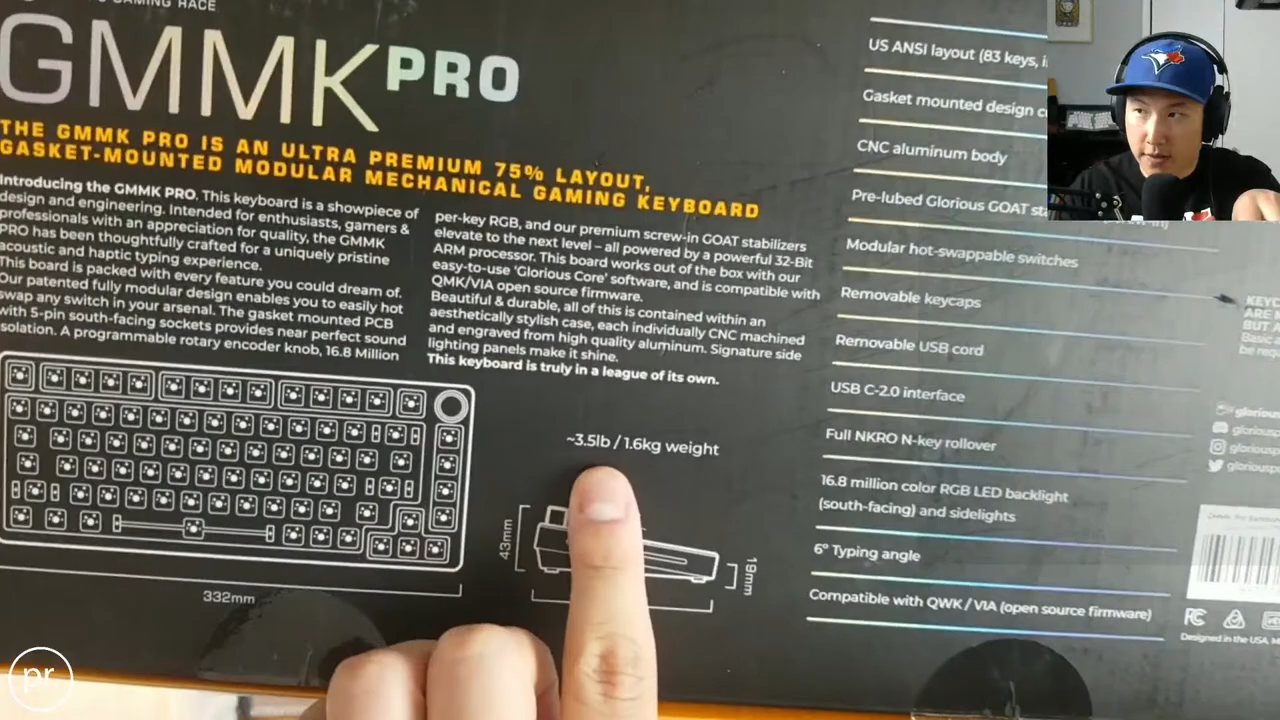 GAMING RACE
GMMK PRO
THE GMMK PRO IS AN ULTRA PREMIUM 75% LAYOUT,
GASKET-MOUNTED MODULAR MECHANICAL GAMING KEYBOARD
Introducing the GMMK PRO. This keyboard is a showpiece of
design and engineering. Intended for enthusiasts, gamers &
professionals with an appreciation for quality, the GMMK
PRO has been thoughtfully crafted for a uniquely pristine
acoustic and haptic typing experience.
This board is packed with every feature you could dream of.
Our patented fully modular design enables you to easily hot
swap any switch in your arsenal. The gasket mounted PCB
with 5-pin south-facing sockets provides near perfect sound
isolation. A programmable rotary encoder knob, 16.8 Million
per-key RGB, and our premium screw-in GOAT stabilizers
elevate to the next level – all powered by a powerful 32-Bit
ARM processor. This board works out of the box with our
easy-to-use 'Glorious Core' software, and is compatible with
QMK/VIA open source firmware.
Beautiful & durable, all of this is contained within an
aesthetically stylish case, each individually CNC machined
and engraved from high quality aluminum. Signature side
lighting panels make it shine.
This keyboard is truly in a league of its own.
~3.5lb / 1.6kg weight
43mm
19mm
332mm
US ANSI layout (83 keys,
Gasket mounted design
CNC aluminum body
Pre-lubed Glorious GOAT
Modular hot-swappable switches
Removable keycaps
Removable USB cord
USB C-2.0 interface
Full NKRO N-key rollover
16.8 million color RGB LED backlight
(south-facing) and sidelights
6° Typing angle
Compatible with QWK / VIA (open source firmware)
ARE
BUT
Basic
be
Designed in the USA
pr